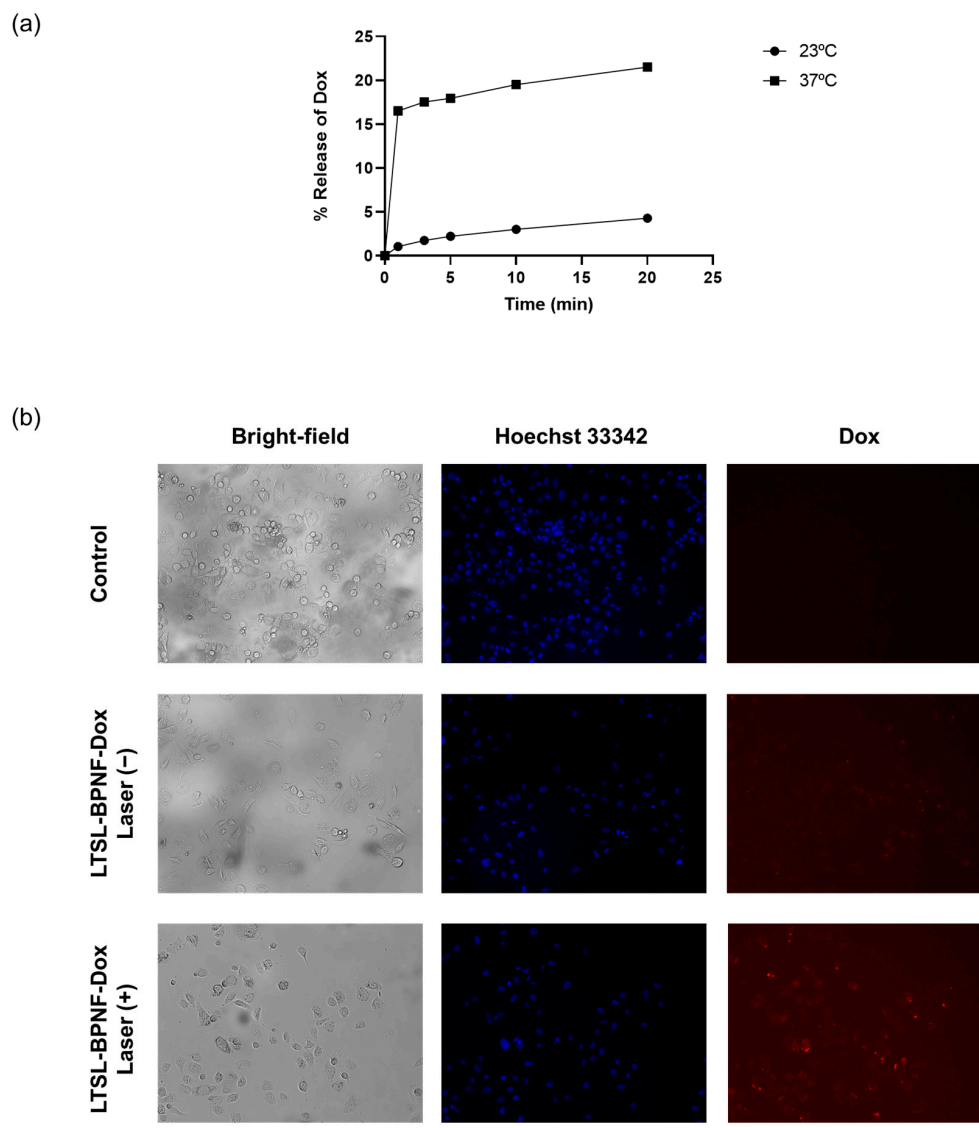 (a)
25
20
15
10
5
0
% Release of Dox
0 5 10 15 20 25
Time (min)
23ºC
37ºC
(b)
Bright-field Hoechst 33342 Dox
Control
LTSL-BPNF-Dox
Laser (−)
LTSL-BPNF-Dox
Laser (+)